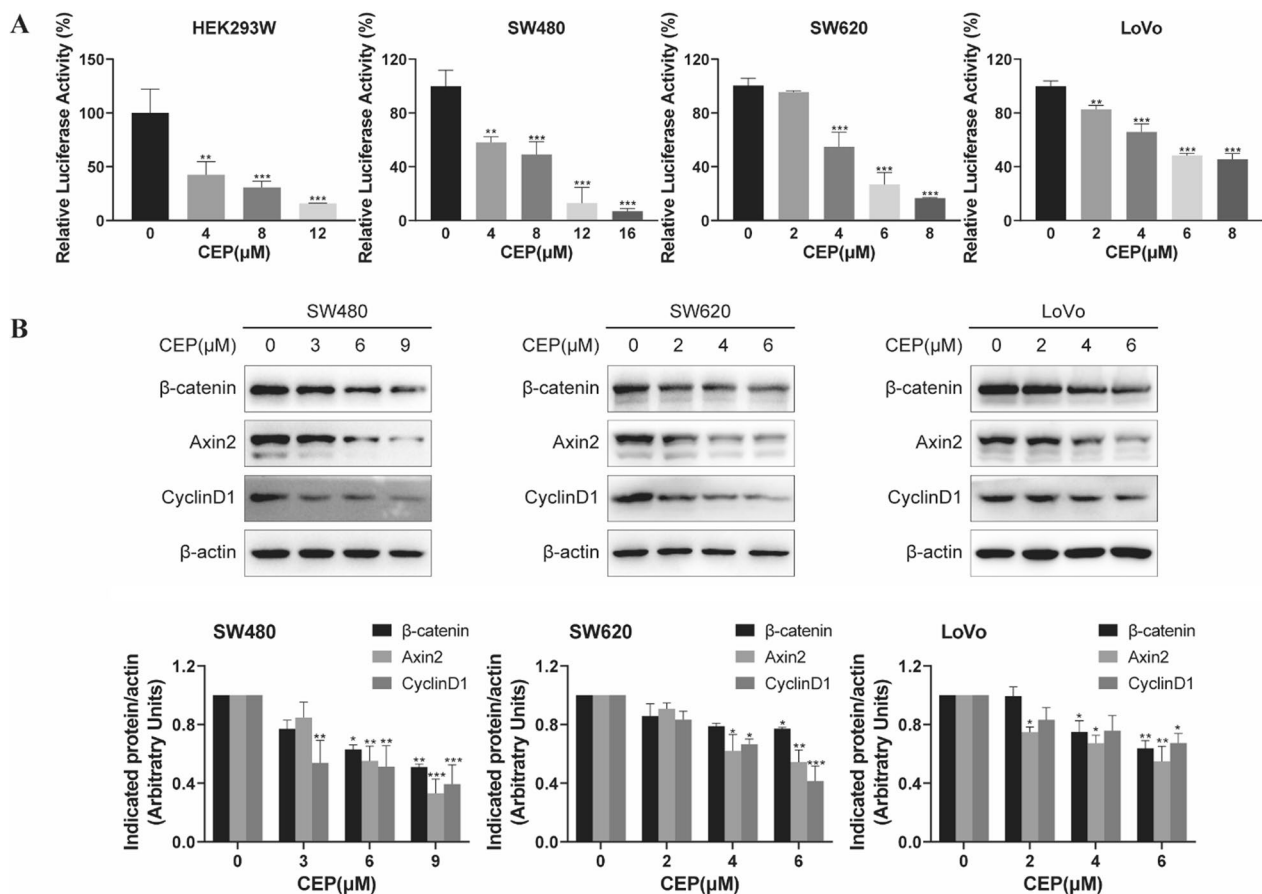 A
HEK293W
Relative Luciferase Activity (%)
150
100
50
0
**
***
***
0 4 8 12
CEP(μM)
SW480
Relative Luciferase Activity (%)
120
80
40
0
**
***
***
***
0 4 8 12 16
CEP(μM)
SW620
Relative Luciferase Activity (%)
120
80
40
0
***
***
***
0 2 4 6 8
CEP(μM)
LoVo
Relative Luciferase Activity (%)
120
80
40
0
**
***
***
***
0 2 4 6 8
CEP(μM)
B
SW480
CEP(μM) 0 3 6 9
β-catenin
Axin2
CyclinD1
β-actin
SW620
CEP(μM) 0 2 4 6
β-catenin
Axin2
CyclinD1
β-actin
LoVo
CEP(μM) 0 2 4 6
β-catenin
Axin2
CyclinD1
β-actin
SW480
β-catenin
Axin2
CyclinD1
Indicated protein/actin
(Arbitratry Units)
1.2
0.8
0.4
0.0
**
* ** **
** *** ***
0 3 6 9
CEP(μM)
SW620
β-catenin
Axin2
CyclinD1
Indicated protein/actin
(Arbitratry Units)
1.2
0.8
0.4
0.0
* *
* ** ***
0 2 4 6
CEP(μM)
LoVo
β-catenin
Axin2
CyclinD1
Indicated protein/actin
(Arbitratry Units)
1.2
0.8
0.4
0.0
*
* *
** ** *
0 2 4 6
CEP(μM)